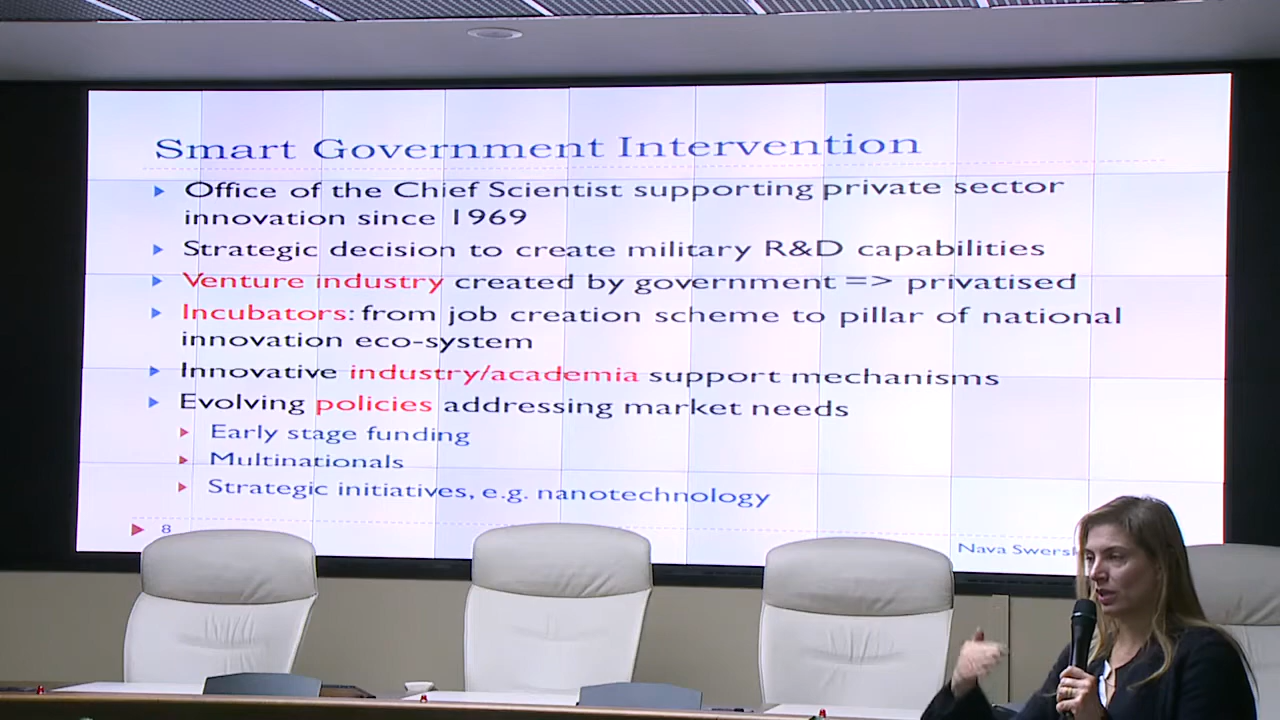 Smart Government Intervention
Office of the Chief Scientist supporting private sector
innovation since 1969
Strategic decision to create military R&D capabilities
Venture industry created by government => privatised
Incubators: from job creation scheme to pillar of national
innovation eco-system
Innovative industry/academia support mechanisms
Evolving policies addressing market needs
Early stage funding
Multinationals
Strategic initiatives, e.g. nanotechnology
8
Nava